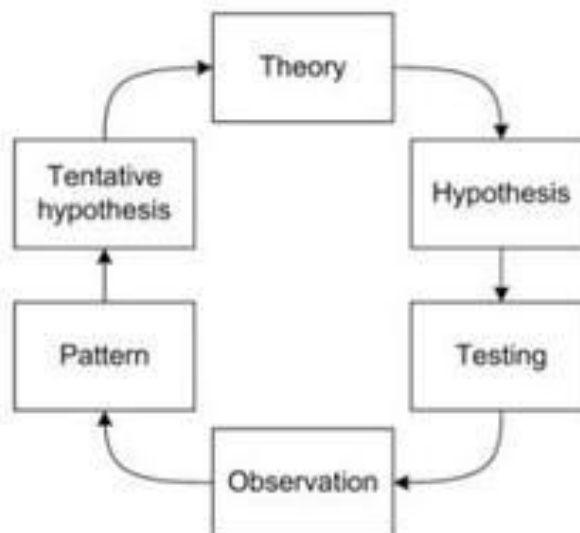 Theory
Tentative
hypothesis
Hypothesis
Pattern
Testing
Observation